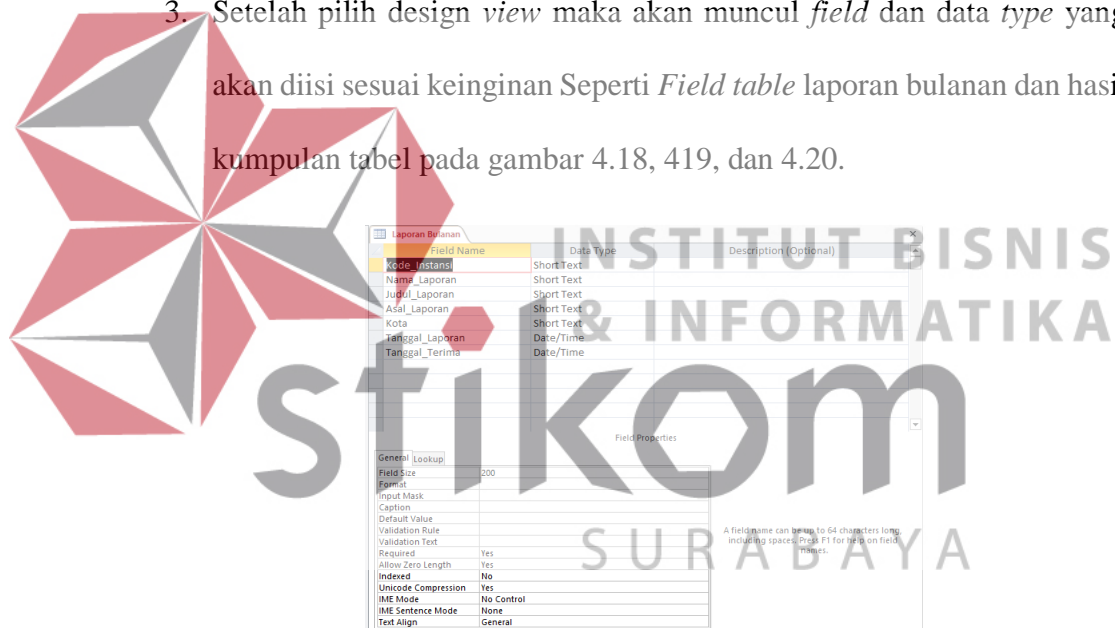 3. Setelah pilih design view maka akan muncul field dan data type yang
akan diisi sesuai keinginan Seperti Field table laporan bulanan dan hasi
kumpulan tabel pada gambar 4.18, 419, dan 4.20.
Laporan Bulanan
Field Name Data Type Description (Optional)
Kode_Instansi Short Text
Nama_Laporan Short Text
Judul_Laporan Short Text
Asal_Laporan Short Text
Kota Short Text
Tanggal_Laporan Date/Time
Tanggal_Terima Date/Time
Field Properties
General Lookup
Field Size 200
Format
Input Mask
Caption
Default Value
Validation Rule
Validation Text
Required Yes
Allow Zero Length Yes
Indexed No
Unicode Compression Yes
IME Mode No Control
IME Sentence Mode None
Text Align General
A field name can be up to 64 characters long,
including spaces. Press F1 for help on field
names.
INSTITUT BISNIS
& INFORMATIKA
stikom
SURABAYA